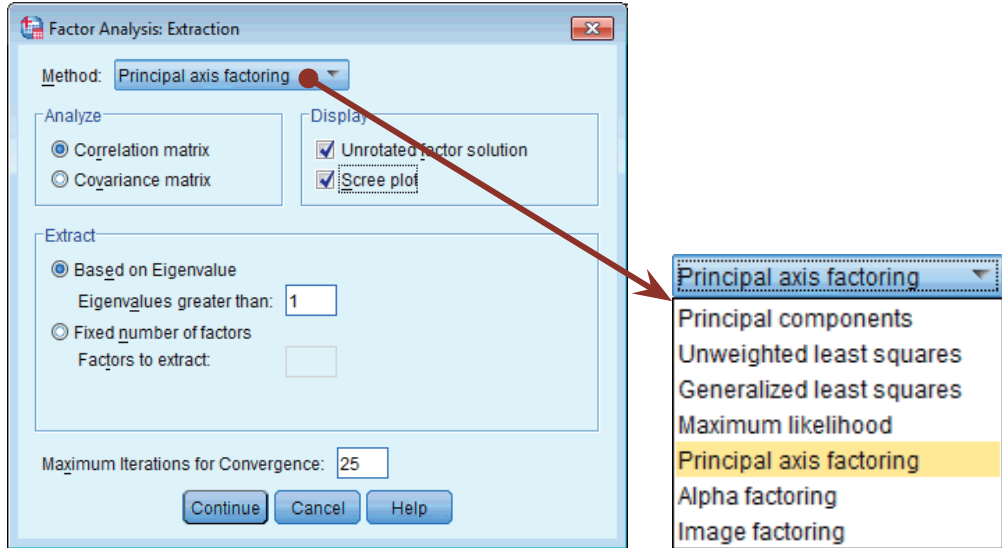 Factor Analysis: Extraction
Method: Principal axis factoring
Analyze
Correlation matrix
Covariance matrix
Display
Unrotated factor solution
Scree plot
Extract
Based on Eigenvalue
Eigenvalues greater than: 1
Fixed number of factors
Factors to extract:
Maximum Iterations for Convergence: 25
Continue Cancel Help
Principal axis factoring
Principal components
Unweighted least squares
Generalized least squares
Maximum likelihood
Principal axis factoring
Alpha factoring
Image factoring